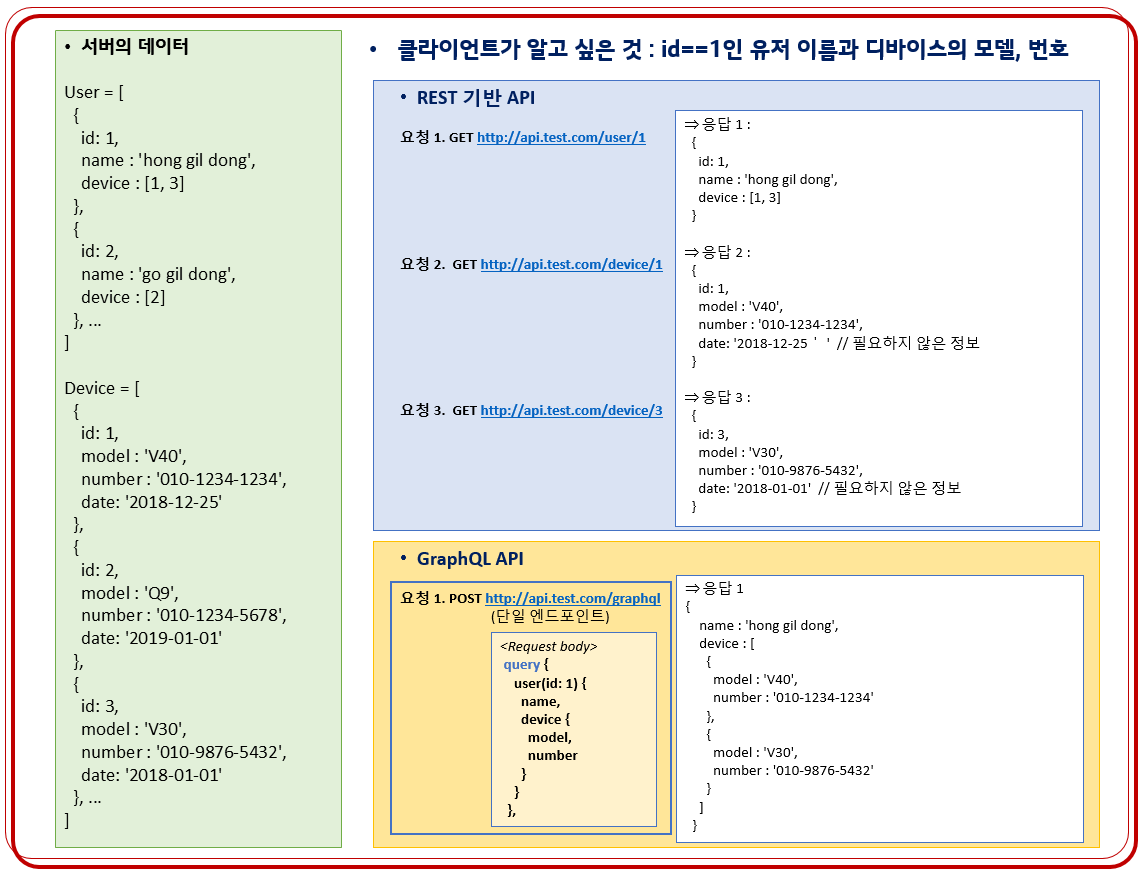 • 서버의 데이터
User = [
{
id: 1,
name : 'hong gil dong',
device : [1, 3]
},
{
id: 2,
name : 'go gil dong',
device : [2]
}, ...
]
Device = [
{
id: 1,
model : 'V40',
number : '010-1234-1234',
date: '2018-12-25'
},
{
id: 2,
model : 'Q9',
number : '010-1234-5678',
date: '2019-01-01'
},
{
id: 3,
model : 'V30',
number : '010-9876-5432',
date: '2018-01-01'
}, ...
]
• 클라이언트가 알고 싶은 것 : id==1인 유저 이름과 디바이스의 모델, 번호
• REST 기반 API
요청 1. GET http://api.test.com/user/1
⇒ 응답 1 :
{
id: 1,
name : 'hong gil dong',
device : [1, 3]
}
요청 2. GET http://api.test.com/device/1
⇒ 응답 2 :
{
id: 1,
model : 'V40',
number : '010-1234-1234',
date: '2018-12-25 ' ' // 필요하지 않은 정보
}
요청 3. GET http://api.test.com/device/3
⇒ 응답 3 :
{
id: 3,
model : 'V30',
number : '010-9876-5432',
date: '2018-01-01' // 필요하지 않은 정보
}
• GraphQL API
요청 1. POST http://api.test.com/graphql
(단일 엔드포인트)
<Request body>
query {
user(id: 1) {
name,
device {
model,
number
}
}
},
⇒ 응답 1
{
name : 'hong gil dong',
device : [
{
model : 'V40',
number : '010-1234-1234'
},
{
model : 'V30',
number : '010-9876-5432'
}
]
}